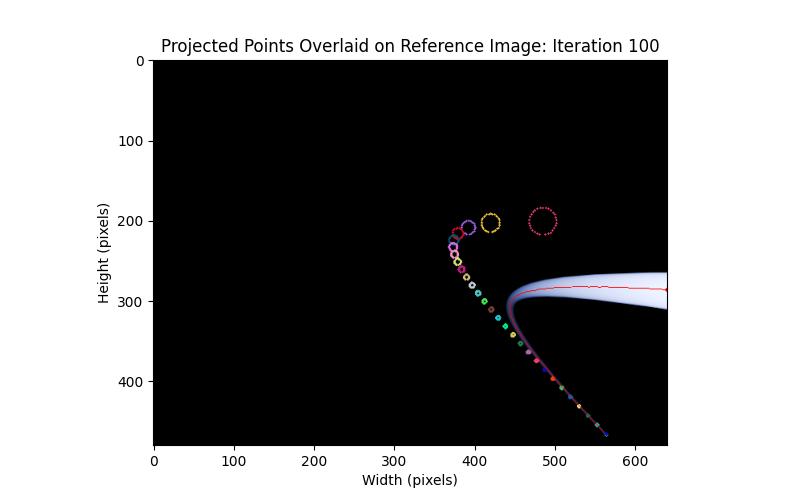 Projected Points Overlaid on Reference Image: Iteration 100
0
100
200
300
400
Height (pixels)
0 100 200 300 400 500 600
Width (pixels)